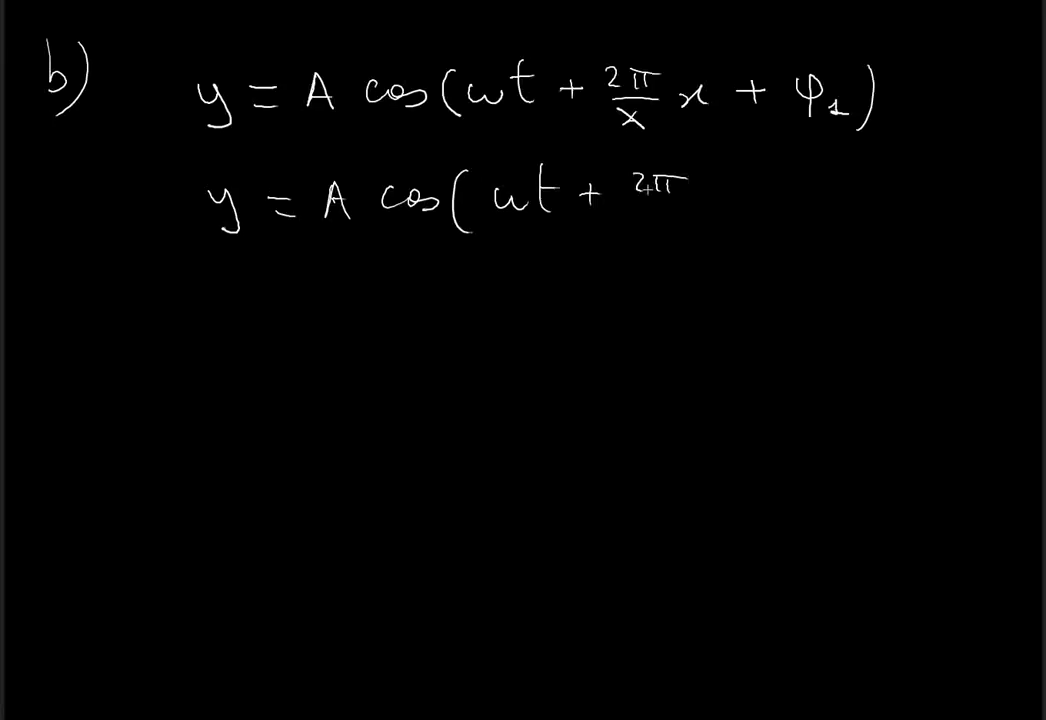 b) y = A cos(ωt + 2π/λ x + φ₁)
y = A cos( ωt + 2π